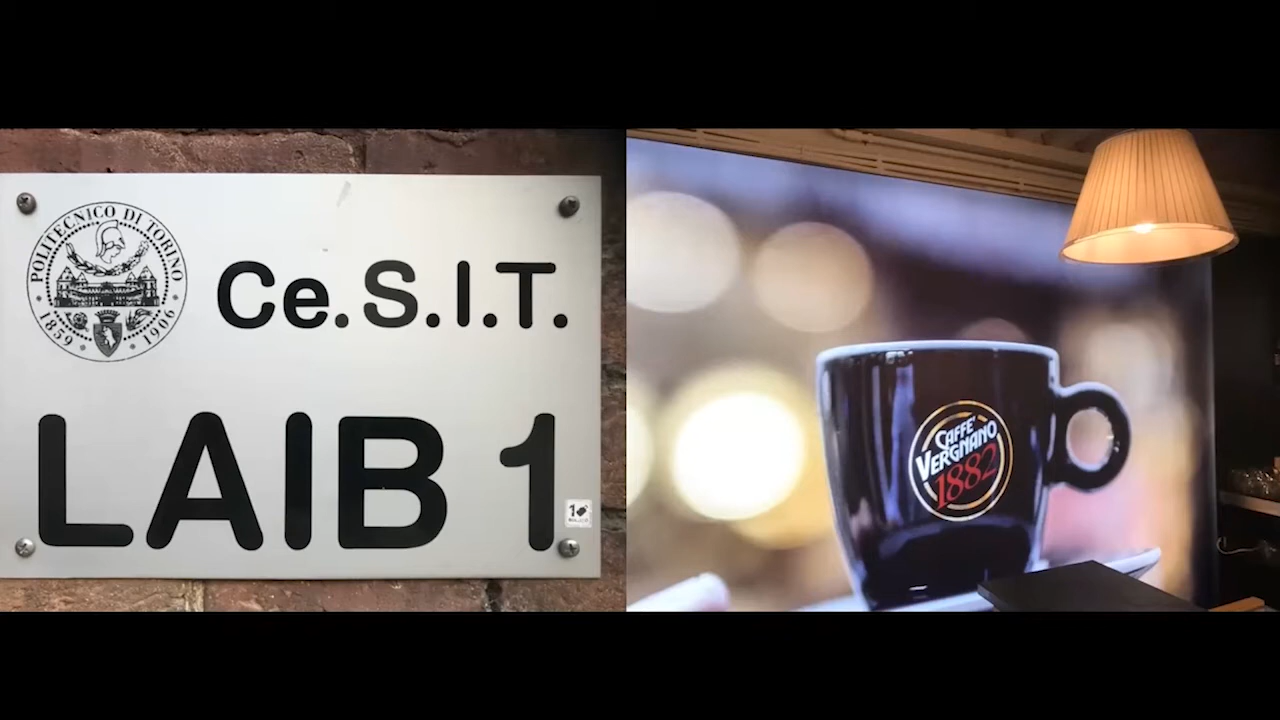 POLITECNICO DI TORINO
1859 1906
Ce.S.I.T.
LAIB 1
CAFFÈ
VERGNANO
1882